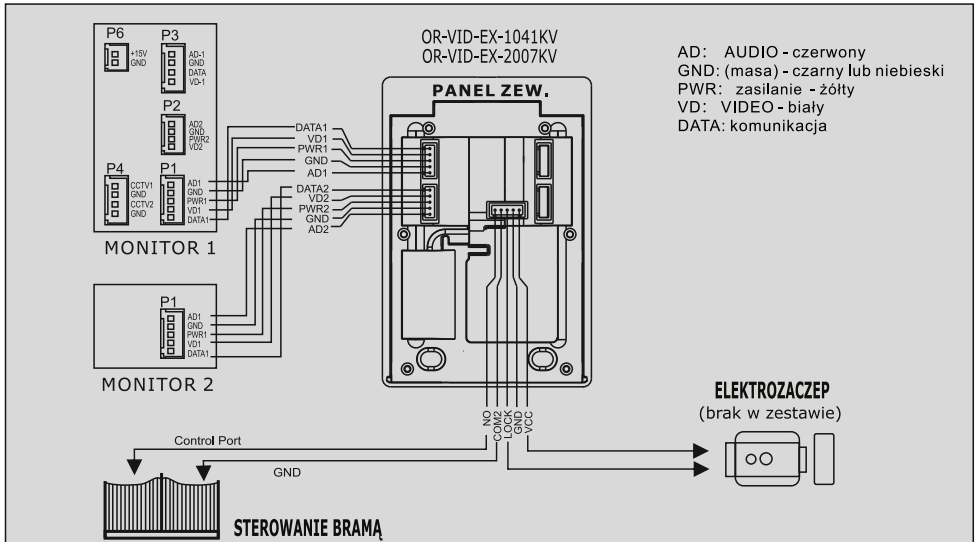 OR-VID-EX-1041KV
OR-VID-EX-2007KV
PANEL ZEW.
AD: AUDIO - czerwony
GND: (masa) - czarny lub niebieski
PWR: zasilanie - żółty
VD: VIDEO - biały
DATA: komunikacja
P6
+15V
GND
P3
AD-1
GND
DATA
VD-1
P2
AD2
GND
PWR2
VD2
P4
CCTV1
GND
CCTV2
GND
P1
AD1
GND
PWR1
VD1
DATA1
MONITOR 1
DATA1
VD1
PWR1
GND
AD1
DATA2
VD2
PWR2
GND
AD2
P1
AD1
GND
PWR1
VD1
DATA1
MONITOR 2
NO
COM2
LOCK
GND
VCC
Control Port
GND
STEROWANIE BRAMĄ
ELEKTROZACZEP
(brak w zestawie)